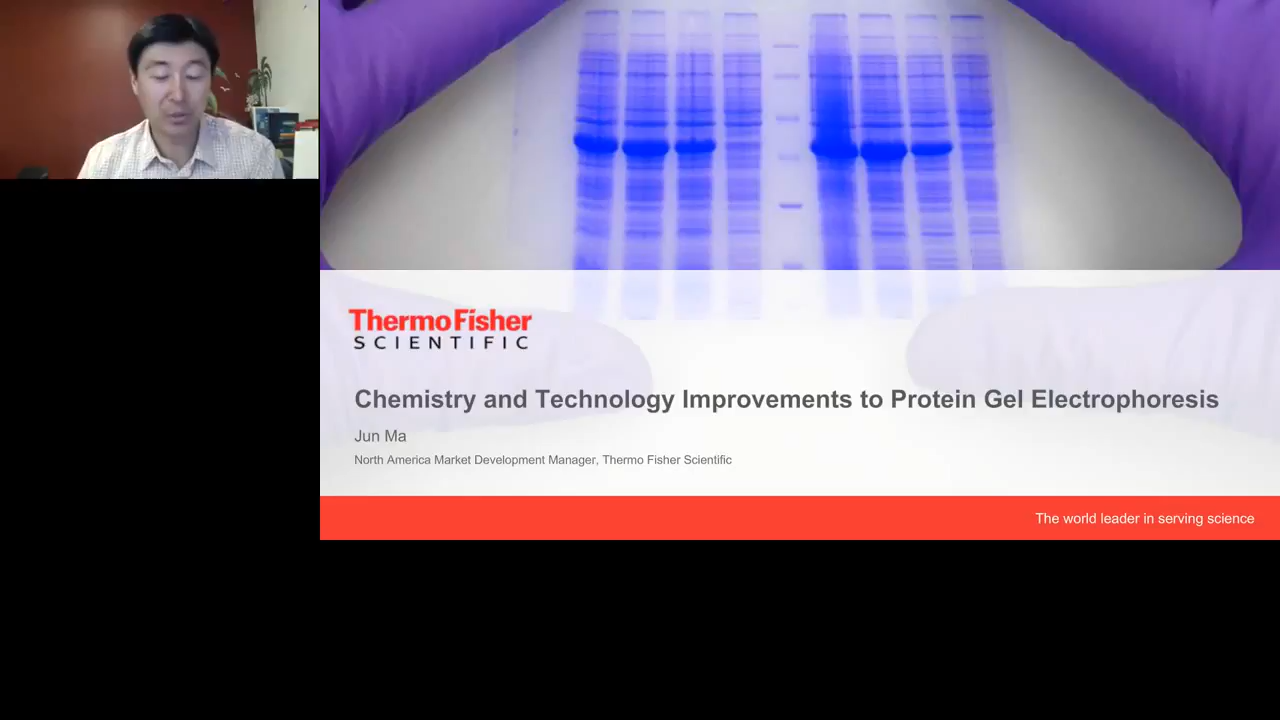 ThermoFisher
SCIENTIFIC
Chemistry and Technology Improvements to Protein Gel Electrophoresis
Jun Ma
North America Market Development Manager, Thermo Fisher Scientific
The world leader in serving science